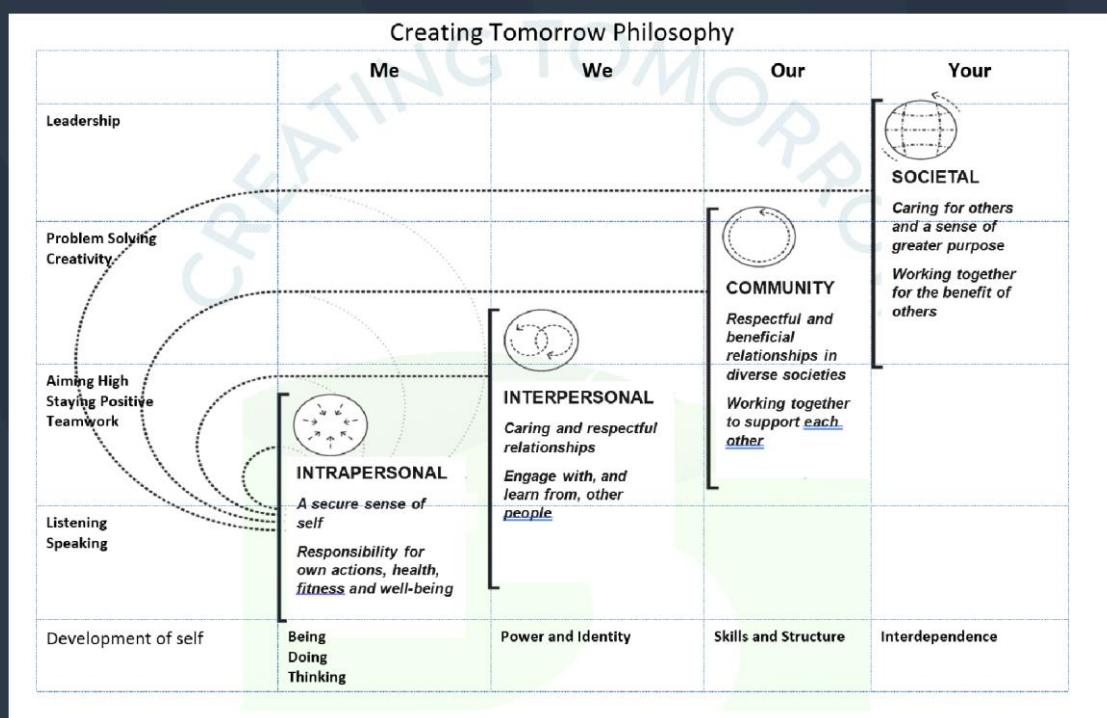 Creating Tomorrow Philosophy
Me
We
Our
Your
Leadership
SOCIETAL
Caring for others
and a sense of
greater purpose
Working together
for the benefit of
others
Problem Solving
Creativity
COMMUNITY
Respectful and
beneficial
relationships in
diverse societies
Working together
to support each
other
Aiming High
Staying Positive
Teamwork
INTERPERSONAL
Caring and respectful
relationships
Engage with, and
learn from, other
people
INTRAPERSONAL
A secure sense of
self
Responsibility for
own actions, health,
fitness and well-being
Listening
Speaking
Development of self
Being
Doing
Thinking
Power and Identity
Skills and Structure
Interdependence
CREATING TOMORRO